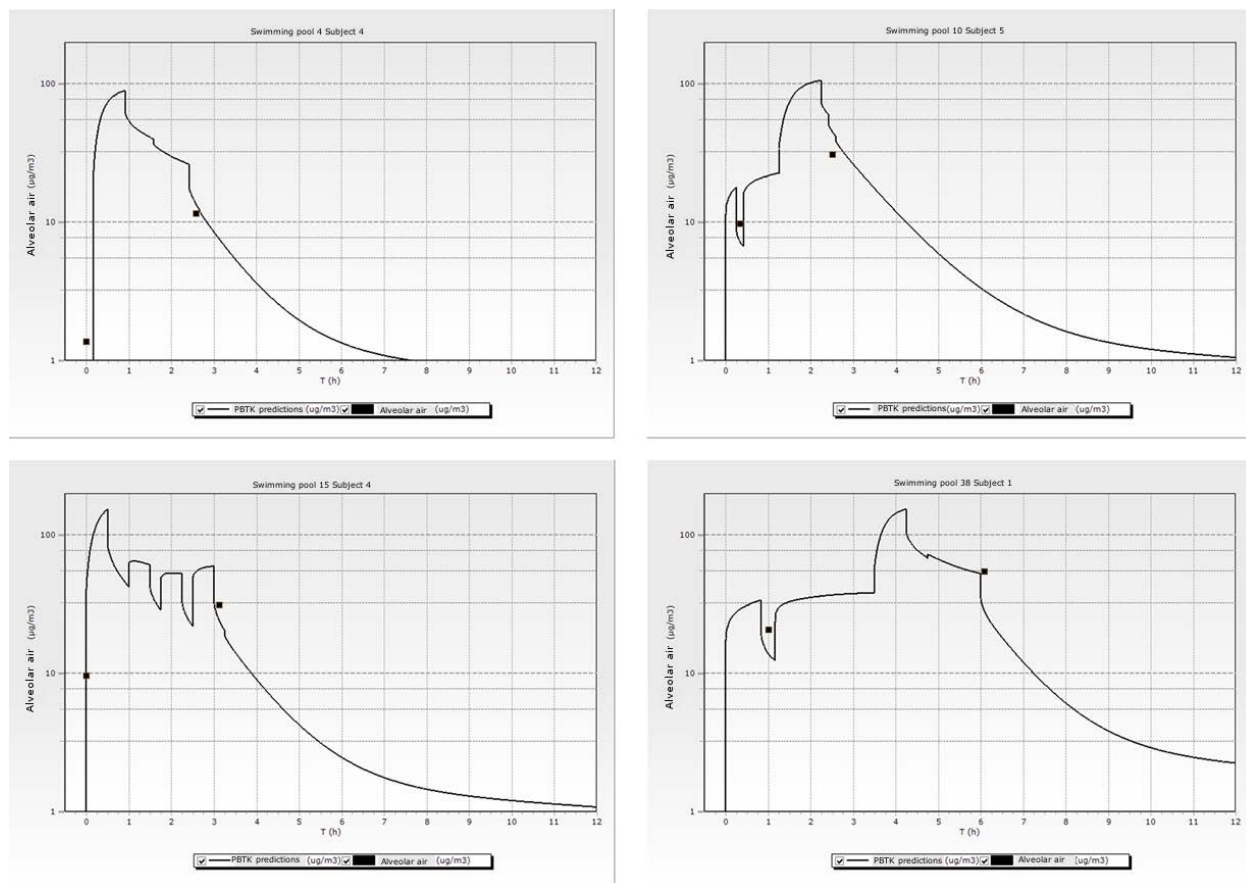 Swimming pool 4 Subject 4
Alveolar air (µg/m3)
100
10
1
0 1 2 3 4 5 6 7 8 9 10 11 12
T (h)
PBTK predictions (ug/m3) Alveolar air (ug/m3)
Swimming pool 10 Subject 5
Alveolar air (µg/m3)
100
10
1
0 1 2 3 4 5 6 7 8 9 10 11 12
T (h)
PBTK predictions(ug/m3) Alveolar air (ug/m3)
Swimming pool 15 Subject 4
Alveolar air (µg/m3)
100
10
1
0 1 2 3 4 5 6 7 8 9 10 11 12
T (h)
PBTK predictions (ug/m3) Alveolar air (ug/m3)
Swimming pool 38 Subject 1
Alveolar air (µg/m3)
100
10
1
0 1 2 3 4 5 6 7 8 9 10 11 12
T (h)
PBTK predictions (ug/m3) Alveolar air (ug/m3)